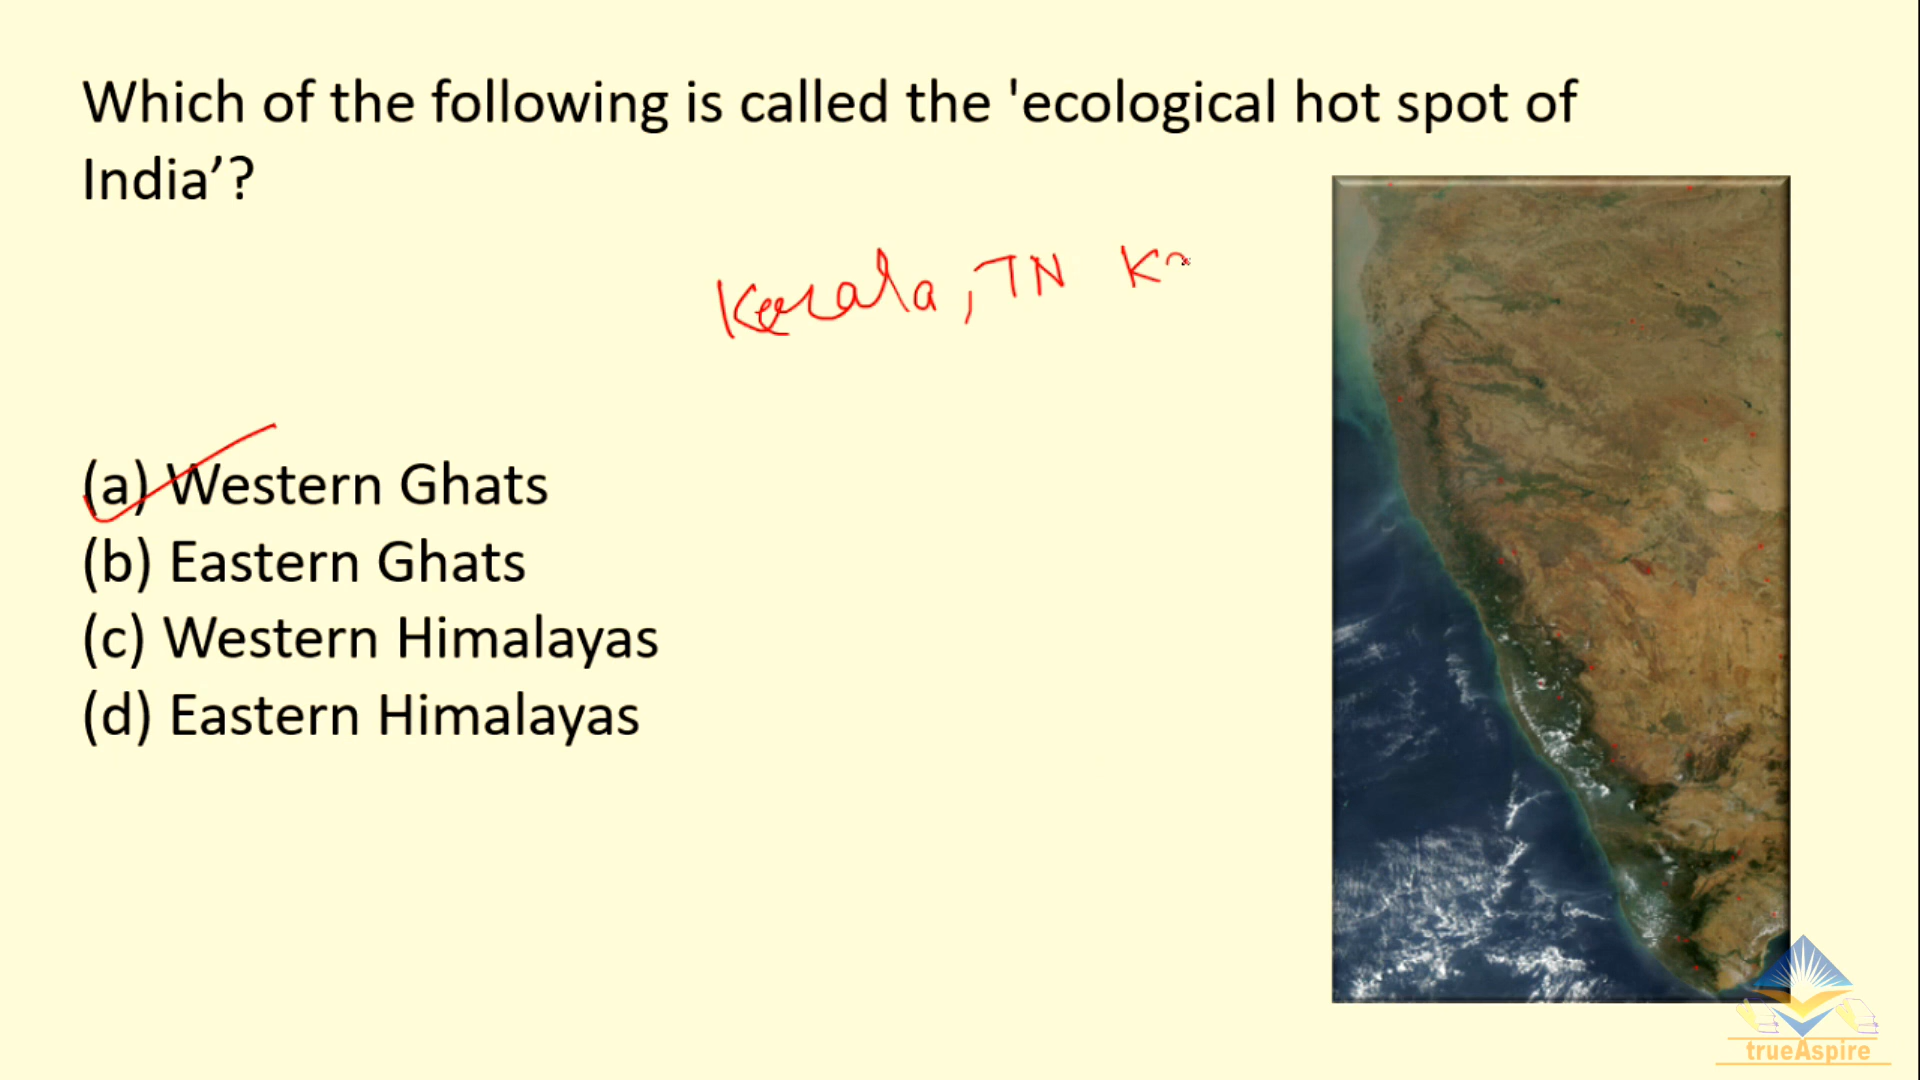 Which of the following is called the 'ecological hot spot of
India’?
Kerala, TN
(a) Western Ghats
(b) Eastern Ghats
(c) Western Himalayas
(d) Eastern Himalayas
trueAspire